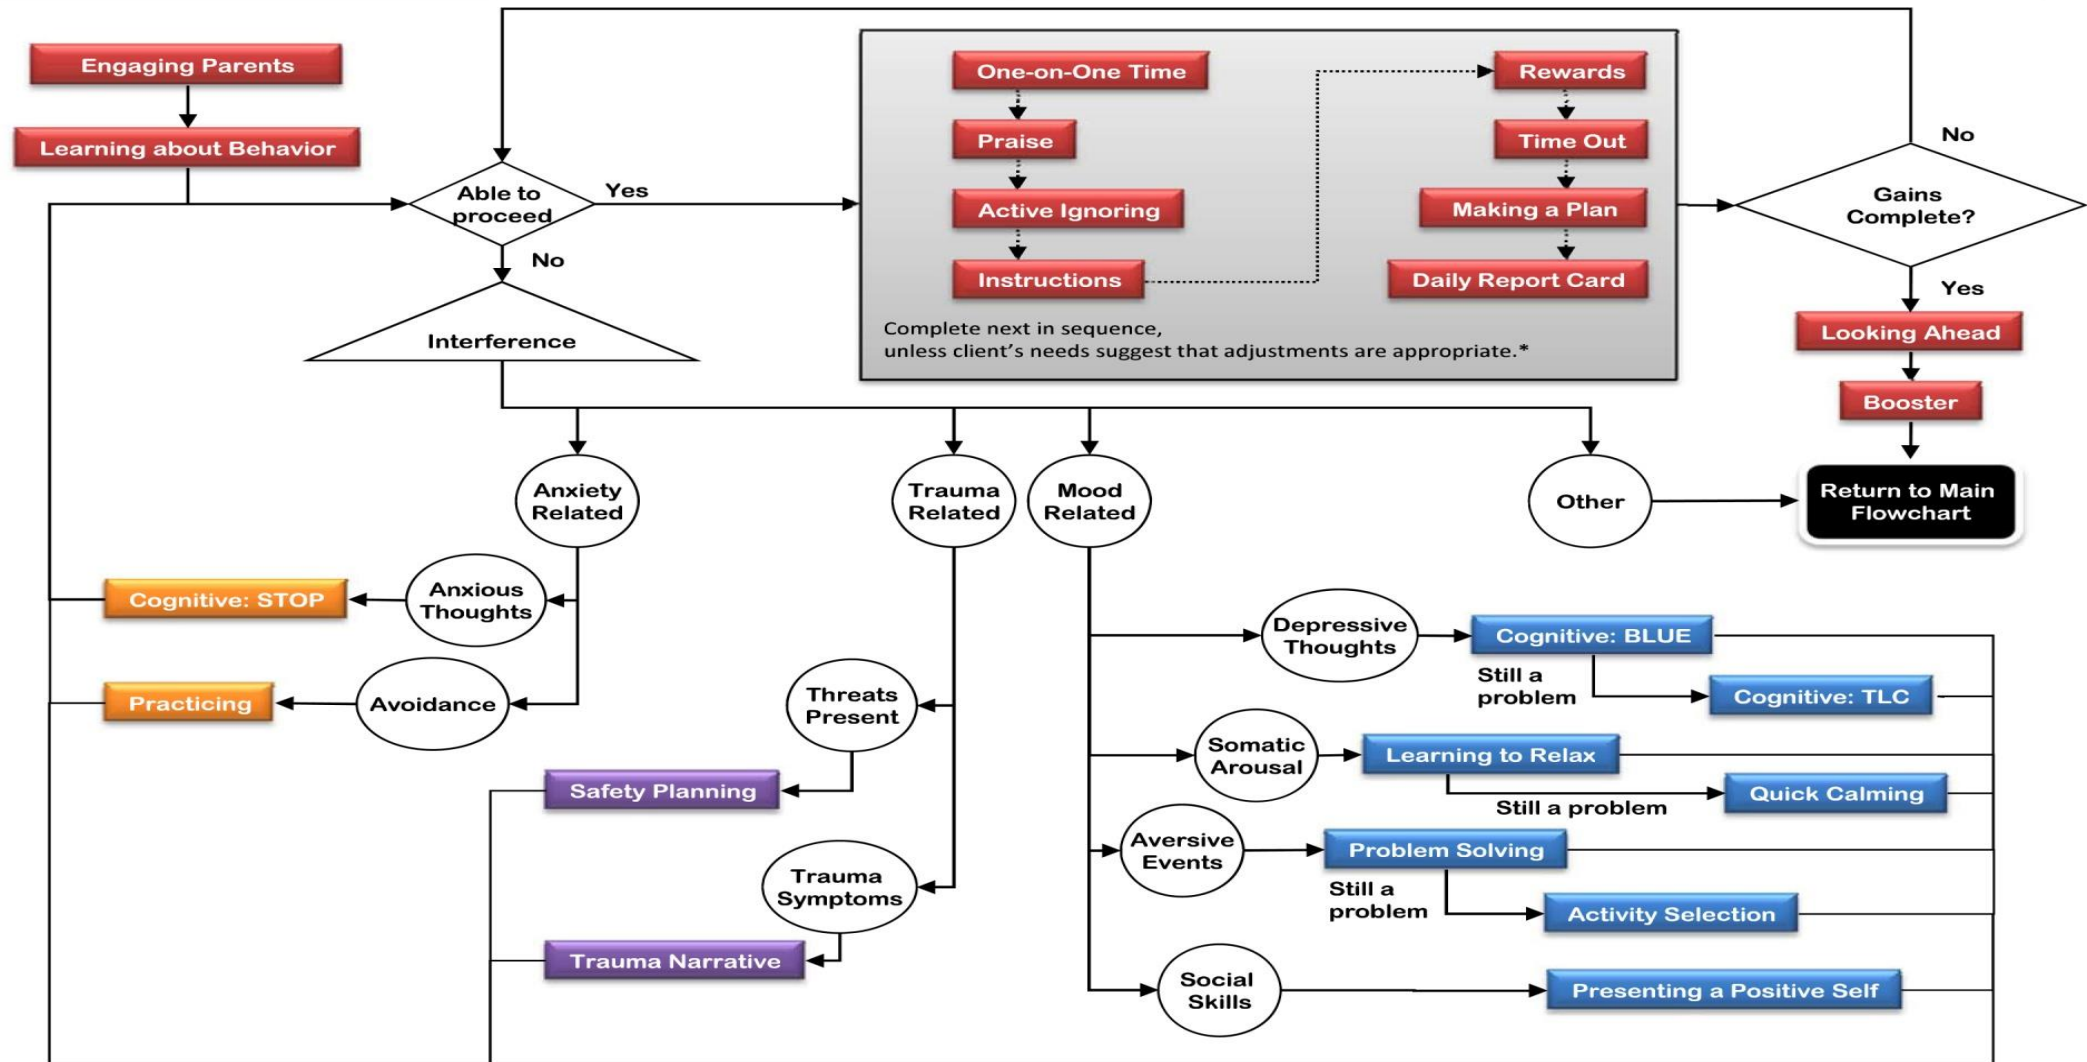 Engaging Parents
Learning about Behavior
Able to
proceed
Yes
No
Interference
One-on-One Time
Praise
Active Ignoring
Instructions
Rewards
Time Out
Making a Plan
Daily Report Card
Complete next in sequence,
unless client's needs suggest that adjustments are appropriate.*
No
Gains
Complete?
Yes
Looking Ahead
Booster
Return to Main
Flowchart
Anxiety
Related
Trauma
Related
Mood
Related
Other
Anxious
Thoughts
Cognitive: STOP
Avoidance
Practicing
Threats
Present
Safety Planning
Trauma
Symptoms
Trauma Narrative
Depressive
Thoughts
Cognitive: BLUE
Still a
problem
Cognitive: TLC
Somatic
Arousal
Learning to Relax
Still a problem
Quick Calming
Aversive
Events
Problem Solving
Still a
problem
Activity Selection
Social
Skills
Presenting a Positive Self